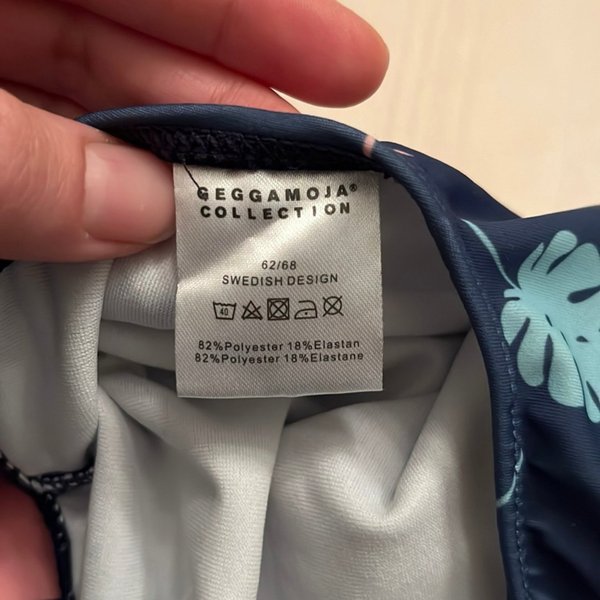 GEGGAMOJA®
COLLECTION
62/68
SWEDISH DESIGN
40
82%Polyester 18%Elastan
82%Polyester 18%Elastane